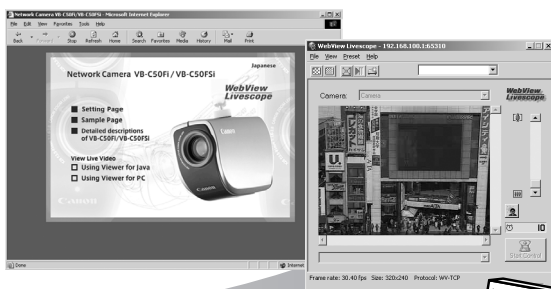 Network Camera VB-C50Fi/VB-C50FSi - Microsoft Internet Explorer
File Edit View Favorites Tools Help
Back Forward Stop Refresh Home Search Favorites Media History Mail Print
Japanese
Network Camera VB-C50Fi / VB-C50FSi
WebView
Livescope
Setting Page
Sample Page
Detailed descriptions
of VB-C50Fi/VB-C50FSi
View Live Video
Using Viewer for Java
Using Viewer for PC
Canon
Canon
Done
Internet
WebView Livescope - 192.168.100.1:65310
File View Preset Help
Camera: Camera
WebView
Livescope
ALTA
10
Start Control
Frame rate: 30.40 fps Size: 320x240 Protocol: WV-TCP